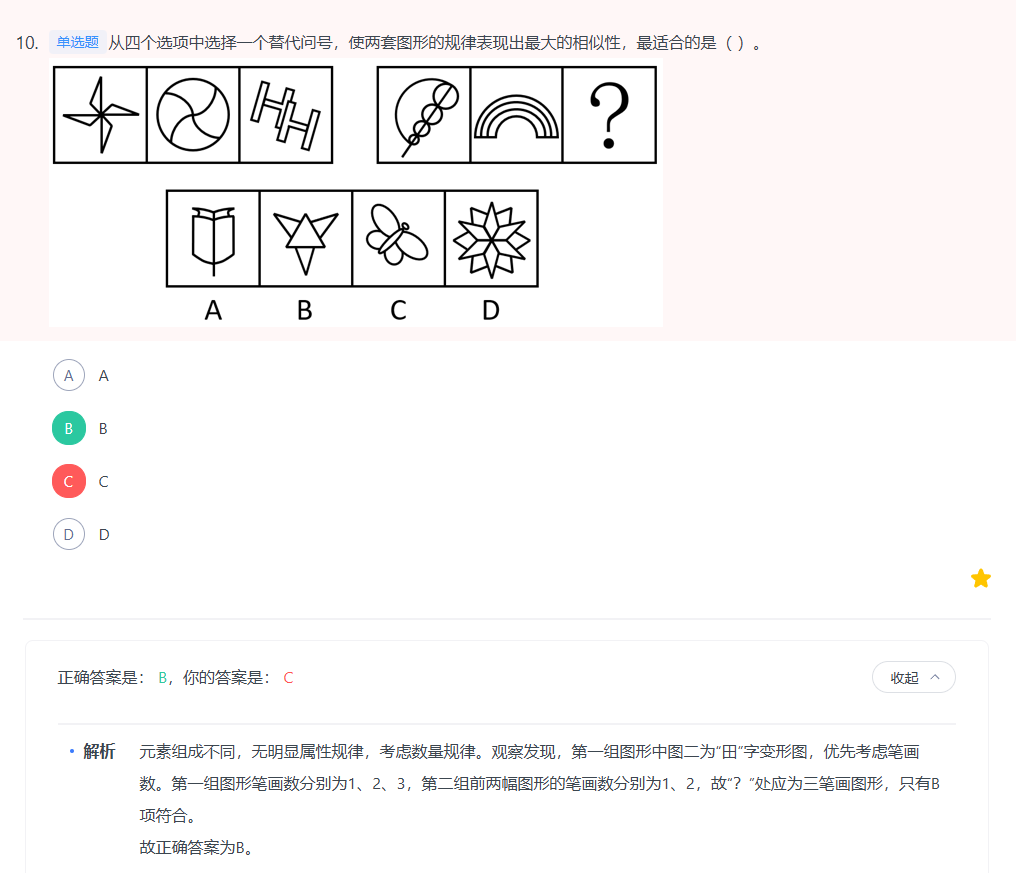 10. 单选题 从四个选项中选择一个替代问号，使两套图形的规律表现出最大的相似性，最适合的是（ ）。
?
A B C D
A A
B B
C C
D D
正确答案是： B，你的答案是： C 收起
• 解析 元素组成不同，无明显属性规律，考虑数量规律。观察发现，第一组图形中图二为“田”字变形图，优先考虑笔画
数。第一组图形笔画数分别为1、2、3，第二组前两幅图形的笔画数分别为1、2，故“？“处应为三笔画图形，只有B
项符合。
故正确答案为B。